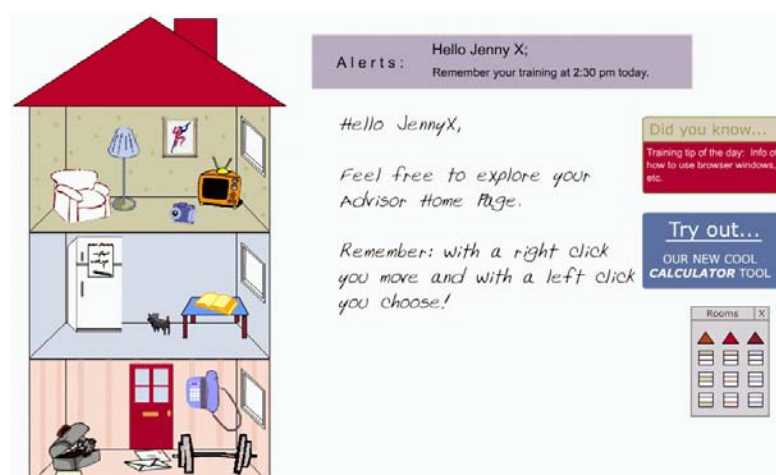 Alerts:
Hello Jenny X;
Remember your training at 2:30 pm today.
Hello JennyX,
Feel free to explore your
Advisor Home Page.
Remember: with a right click
you move and with a left click
you choose!
Did you know...
Training tip of the day: Info of
how to use browser windows,
etc.
Try out...
OUR NEW COOL
CALCULATOR TOOL
Rooms X